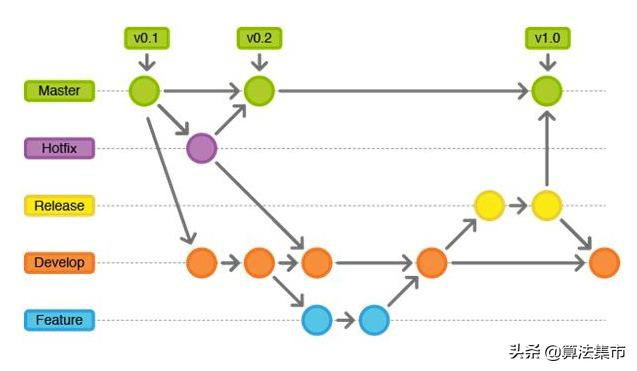 v0.1
v0.2
v1.0
Master
Hotfix
Release
Develop
Feature
头条 @算法集市